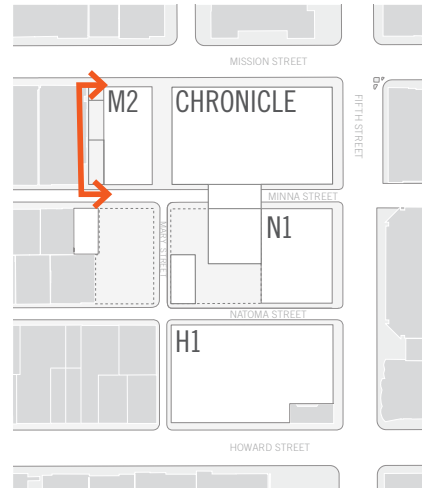 MISSION STREET
M2
CHRONICLE
FIFTH STREET
MINNA STREET
MARY STREET
N1
NATOMA STREET
H1
HOWARD STREET